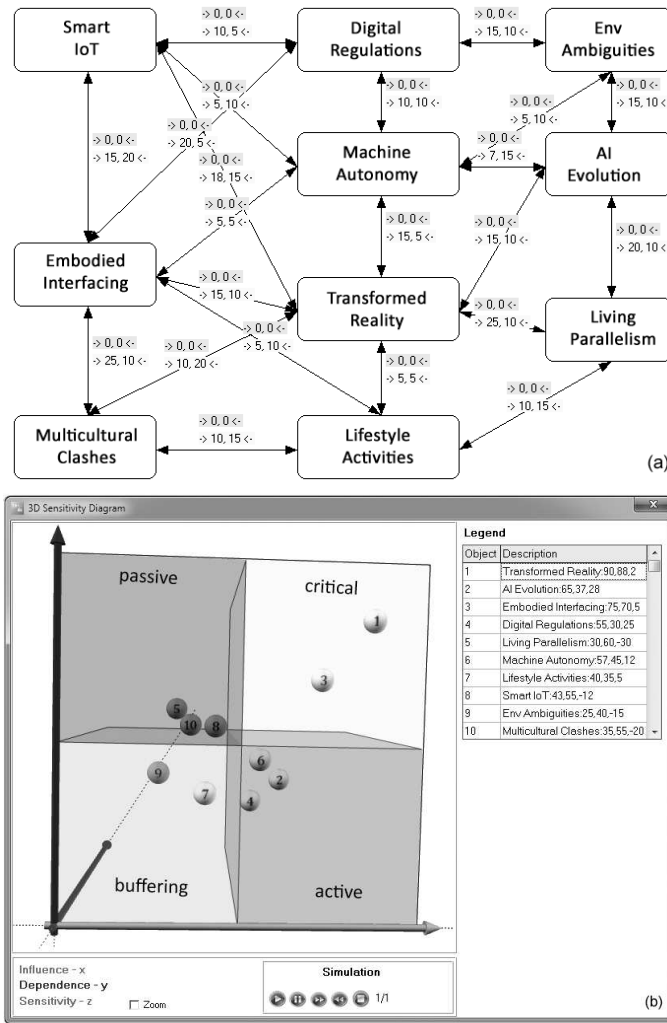 Smart
IoT
-> 0, 0 <-
-> 10, 5 <-
Digital
Regulations
-> 0, 0 <-
-> 15, 10 <-
Env
Ambiguities
-> 0, 0 <-
-> 5, 10 <-
-> 0, 0 <-
-> 10, 10 <-
-> 0, 0 <-
-> 15, 10 <-
-> 0, 0 <-
-> 5, 10 <-
-> 0, 0 <-
-> 15, 20 <-
-> 0, 0 <-
-> 20, 5 <-
-> 0, 0 <-
-> 18, 15 <-
Machine
Autonomy
-> 0, 0 <-
-> 7, 15 <-
AI
Evolution
-> 0, 0 <-
-> 5, 5 <-
-> 0, 0 <-
-> 15, 5 <-
-> 0, 0 <-
-> 15, 10 <-
-> 0, 0 <-
-> 20, 10 <-
Embodied
Interfacing
-> 0, 0 <-
-> 15, 10 <-
Transformed
Reality
-> 0, 0 <-
-> 25, 10 <-
Living
Parallelism
-> 0, 0 <-
-> 25, 10 <-
-> 0, 0 <-
-> 10, 20 <-
-> 0, 0 <-
-> 5, 10 <-
-> 0, 0 <-
-> 5, 5 <-
-> 0, 0 <-
-> 10, 15 <-
Multicultural
Clashes
-> 0, 0 <-
-> 10, 15 <-
Lifestyle
Activities
(a)
3D Sensitivity Diagram
x
passive
critical
1
3
5
10
8
6
9
2
7
4
buffering
active
Legend
Object Description
1 Transformed Reality:90,88,2
2 AI Evolution:65,37,28
3 Embodied Interfacing:75,70,5
4 Digital Regulations:55,30,25
5 Living Parallelism:30,60,-30
6 Machine Autonomy:57,45,12
7 Lifestyle Activities:40,35,5
8 Smart IoT:43,55,-12
9 Env Ambiguities:25,40,-15
10 Multicultural Clashes:35,55,-20
Influence - x
Dependence - y
Sensitivity - z
Zoom
Simulation
1/1
(b)